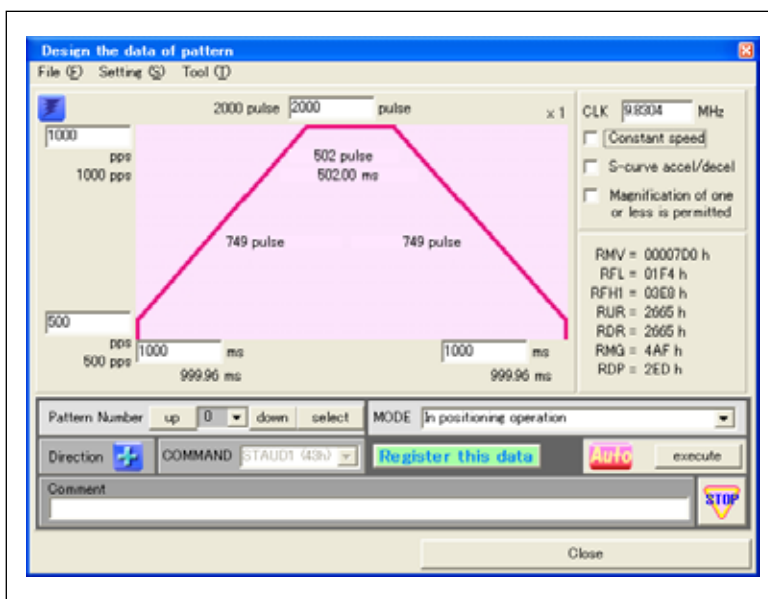 Design the data of pattern
File (F) Setting (S) Tool (T)
2000 pulse 2000 pulse x 1
1000
pps
1000 pps
502 pulse
502.00 ms
749 pulse 749 pulse
500
pps
500 pps
1000 ms
999.96 ms
1000 ms
999.96 ms
CLK 9.8304 MHz
Constant speed
S-curve accel/decel
Magnification of one
or less is permitted
RMV = 00007D0 h
RFL = 01F4 h
RFH1 = 03E8 h
RUR = 2665 h
RDR = 2665 h
RMG = 4AF h
RDP = 2ED h
Pattern Number up 0 down select MODE In positioning operation
Direction COMMAND STAUD1 (43h) Register this data Auto execute
Comment
STOP
Close